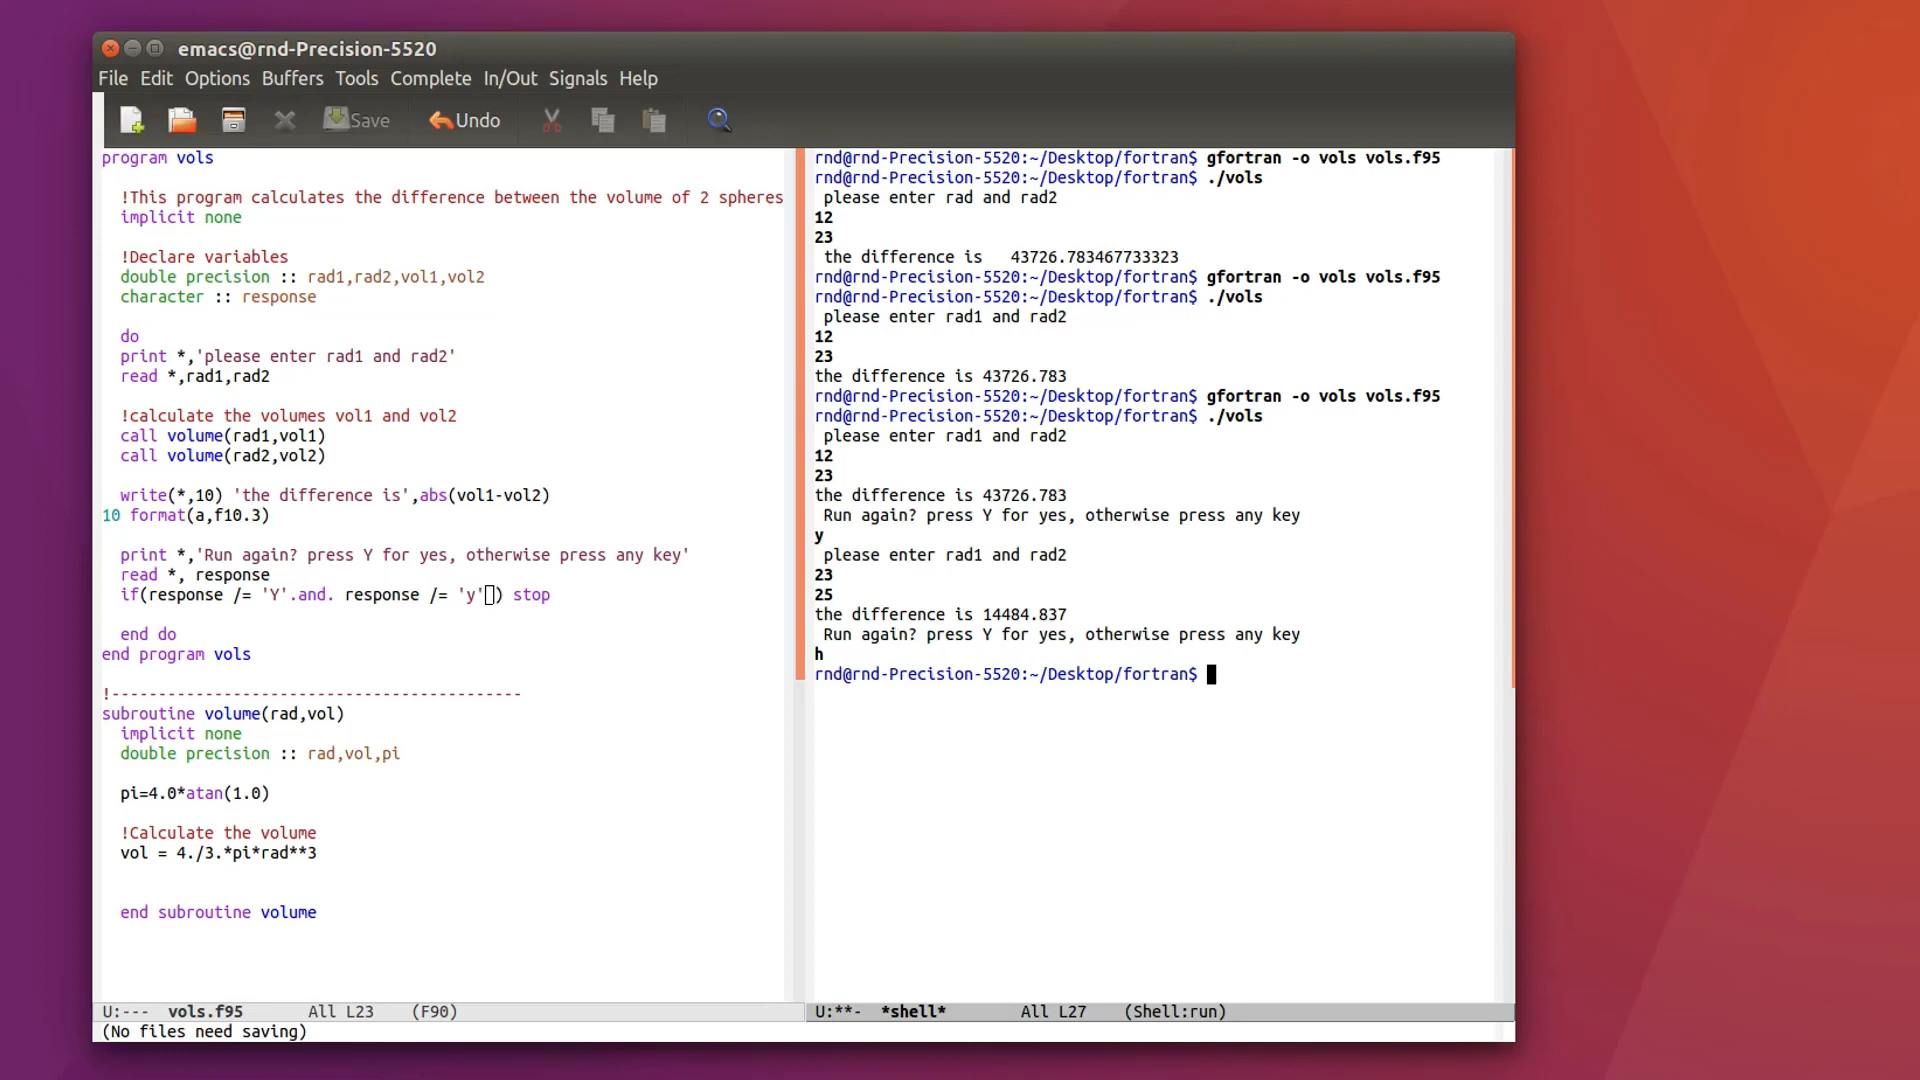 emacs@rnd-Precision-5520
File Edit Options Buffers Tools Complete In/Out Signals Help
Save Undo
program vols
!This program calculates the difference between the volume of 2 spheres
implicit none
!Declare variables
double precision :: rad1,rad2,vol1,vol2
character :: response
do
print *,'please enter rad1 and rad2'
read *,rad1,rad2
!calculate the volumes vol1 and vol2
call volume(rad1,vol1)
call volume(rad2,vol2)
write(*,10) 'the difference is',abs(vol1-vol2)
10 format(a,f10.3)
print *,'Run again? press Y for yes, otherwise press any key'
read *, response
if(response /= 'Y'.and. response /= 'y') stop
end do
end program vols
!--------------------------------------------
subroutine volume(rad,vol)
implicit none
double precision :: rad,vol,pi
pi=4.0*atan(1.0)
!Calculate the volume
vol = 4./3.*pi*rad**3
end subroutine volume
U:--- vols.f95 All L23 (F90)
(No files need saving)
rnd@rnd-Precision-5520:~/Desktop/fortran$ gfortran -o vols vols.f95
rnd@rnd-Precision-5520:~/Desktop/fortran$ ./vols
please enter rad and rad2
12
23
the difference is 43726.783467733323
rnd@rnd-Precision-5520:~/Desktop/fortran$ gfortran -o vols vols.f95
rnd@rnd-Precision-5520:~/Desktop/fortran$ ./vols
please enter rad1 and rad2
12
23
the difference is 43726.783
rnd@rnd-Precision-5520:~/Desktop/fortran$ gfortran -o vols vols.f95
rnd@rnd-Precision-5520:~/Desktop/fortran$ ./vols
please enter rad1 and rad2
12
23
the difference is 43726.783
Run again? press Y for yes, otherwise press any key
y
please enter rad1 and rad2
23
25
the difference is 14484.837
Run again? press Y for yes, otherwise press any key
h
rnd@rnd-Precision-5520:~/Desktop/fortran$
U:**- *shell* All L27 (Shell:run)